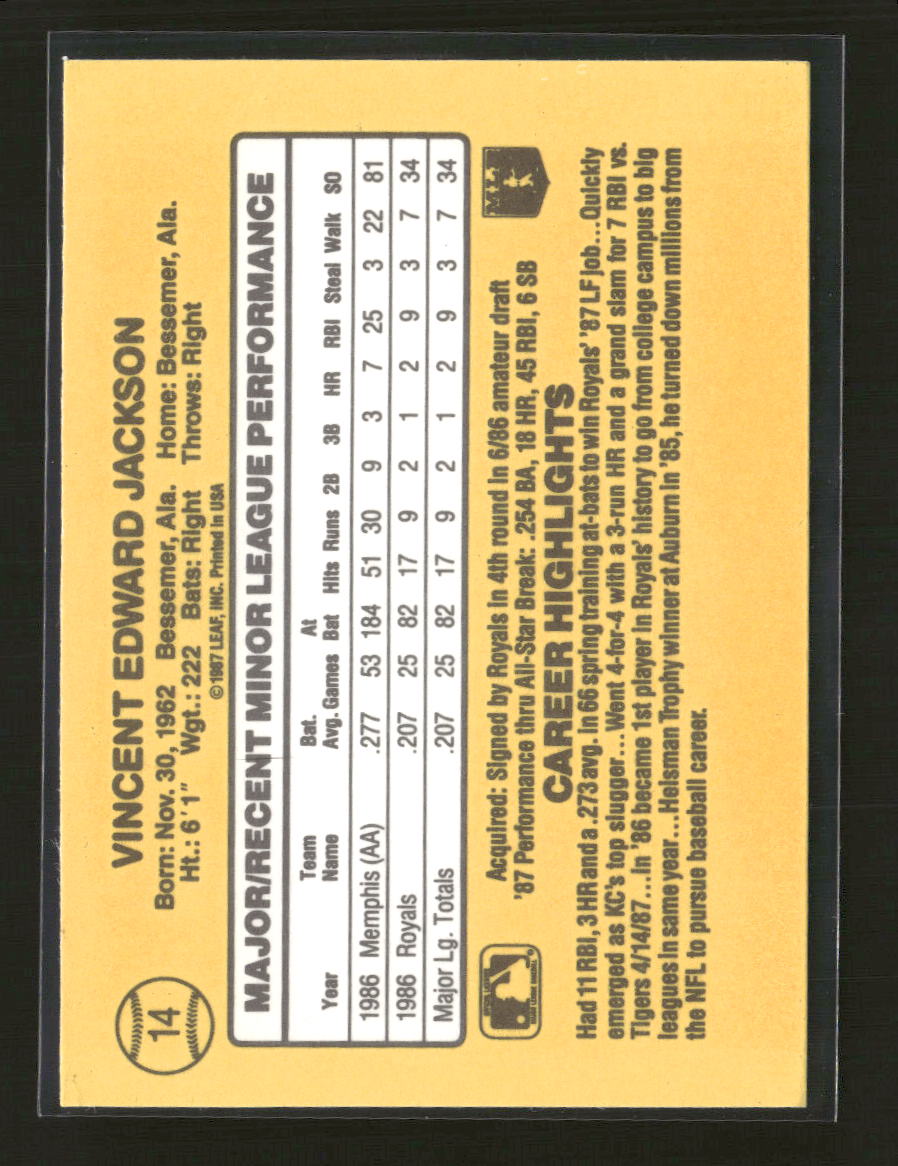 14
VINCENT EDWARD JACKSON
Born: Nov. 30, 1962 Bessemer, Ala. Home: Bessemer, Ala.
Ht.: 6'1" Wgt.: 222 Bats: Right Throws: Right
©1987 LEAF, INC. Printed in USA
MAJOR/RECENT MINOR LEAGUE PERFORMANCE
Year Team Name Bat. Avg. Games At Bat Hits Runs 2B 3B HR RBI Steal Walk SO
1986 Memphis (AA) .277 53 184 51 30 9 3 7 25 3 22 81
1986 Royals .207 25 82 17 9 2 1 2 9 3 7 34
Major Lg. Totals .207 25 82 17 9 2 1 2 9 3 7 34
Acquired: Signed by Royals in 4th round in 6/86 amateur draft
'87 Performance thru All-Star Break: .254 BA, 18 HR, 45 RBI, 6 SB
CAREER HIGHLIGHTS
Had 11 RBI, 3 HR and a .273 avg. in 66 spring training at-bats to win Royals' '87 LF job...Quickly
emerged as KC's top slugger... Went 4-for-4 with a 3-run HR and a grand slam for 7 RBI vs.
Tigers 4/14/87...In '86 became 1st player in Royals' history to go from college campus to big
leagues in same year...Heisman Trophy winner at Auburn in '85, he turned down millions from
the NFL to pursue baseball career.